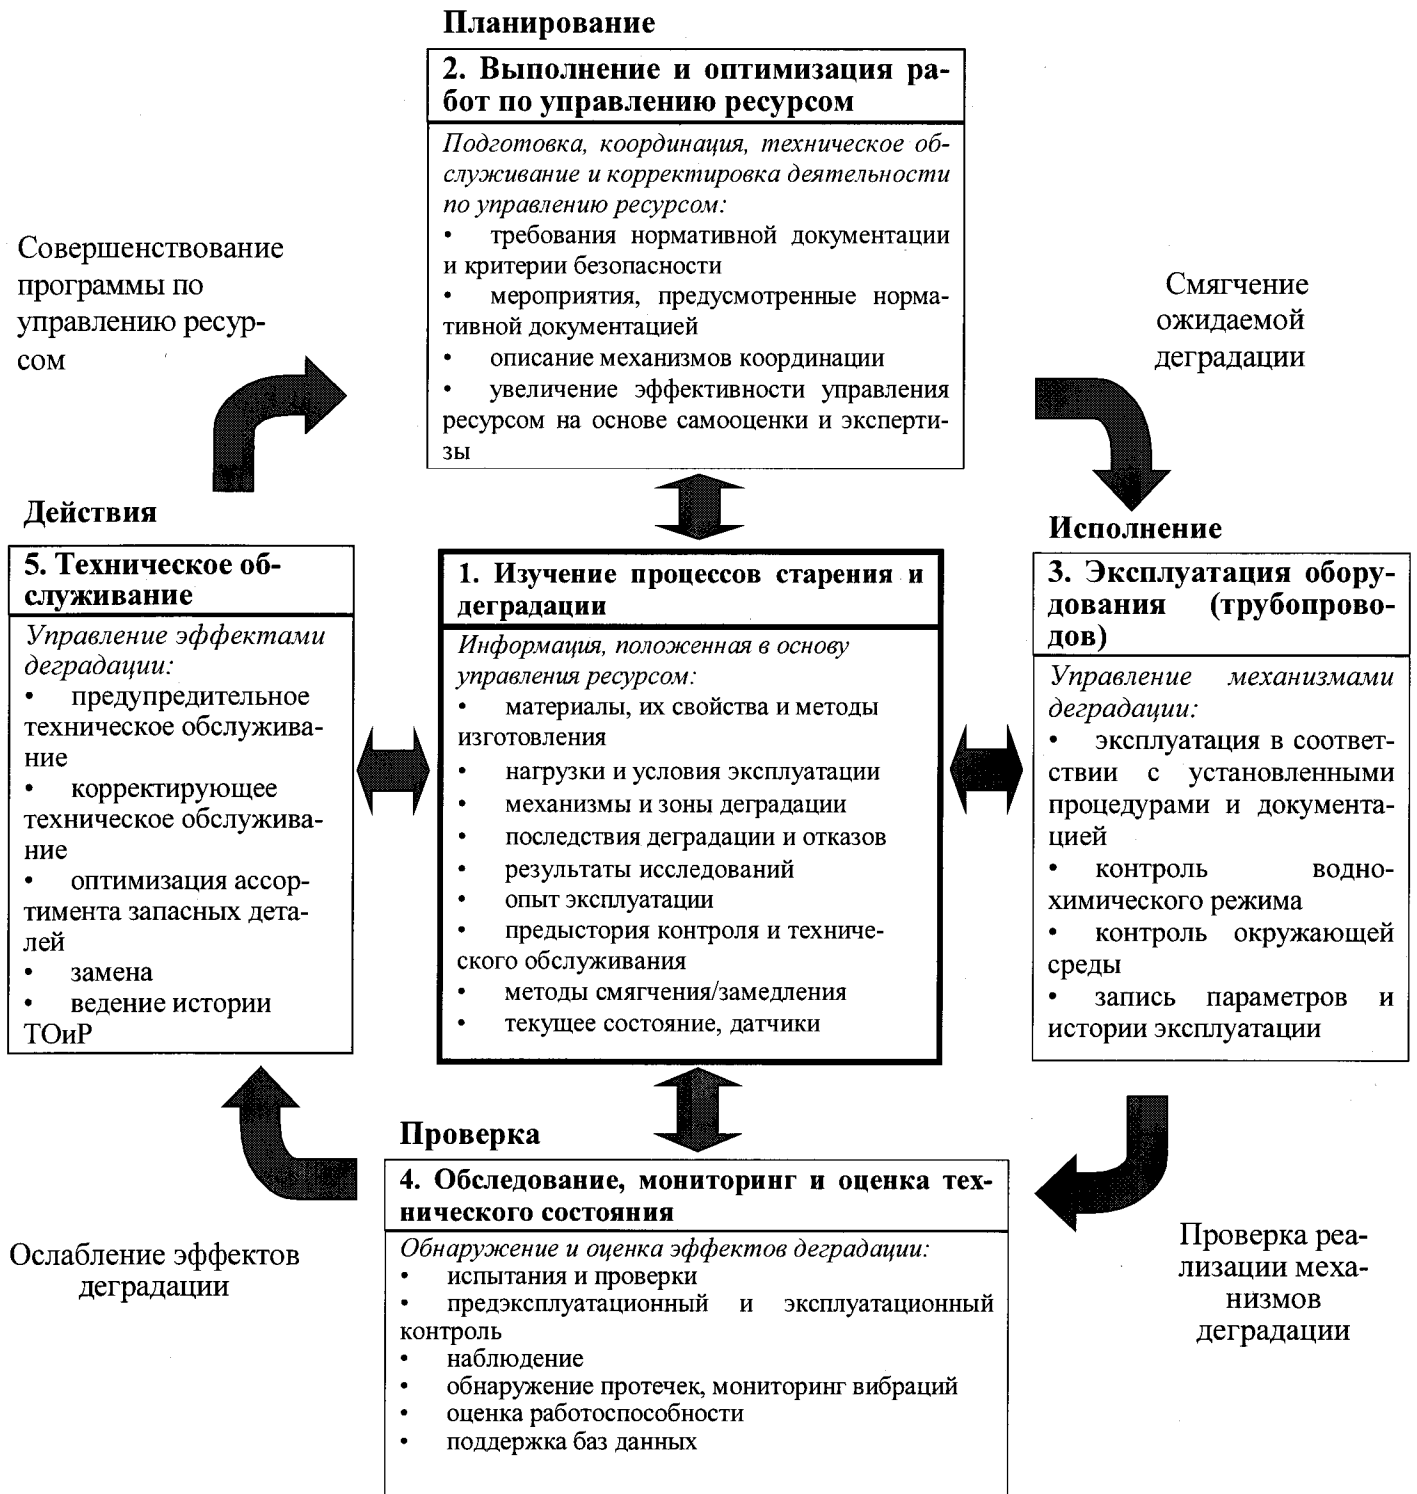 Планирование
2. Выполнение и оптимизация ра-
бот по управлению ресурсом
Подготовка, координация, техническое об-
служивание и корректировка деятельности
по управлению ресурсом:
• требования нормативной документации
и критерии безопасности
• мероприятия, предусмотренные норма-
тивной документацией
• описание механизмов координации
• увеличение эффективности управления
ресурсом на основе самооценки и эксперти-
зы
Совершенствование
программы по
управлению ресур-
сом
Смягчение
ожидаемой
деградации
Действия
5. Техническое об-
служивание
Управление эффектами
деградации:
• предупредительное
техническое обслужива-
ние
• корректирующее
техническое обслужива-
ние
• оптимизация ассор-
тимента запасных дета-
лей
• замена
• ведение истории
ТОиР
1. Изучение процессов старения и
деградации
Информация, положенная в основу
управления ресурсом:
• материалы, их свойства и методы
изготовления
• нагрузки и условия эксплуатации
• механизмы и зоны деградации
• последствия деградации и отказов
• результаты исследований
• опыт эксплуатации
• предыстория контроля и техниче-
ского обслуживания
• методы смягчения/замедления
• текущее состояние, датчики
Исполнение
3. Эксплуатация обору-
дования (трубопрово-
дов)
Управление механизмами
деградации:
• эксплуатация в соответ-
ствии с установленными
процедурами и документа-
цией
• контроль водно-
химического режима
• контроль окружающей
среды
• запись параметров и
истории эксплуатации
Проверка
4. Обследование, мониторинг и оценка тех-
нического состояния
Обнаружение и оценка эффектов деградации:
• испытания и проверки
• предэксплуатационный и эксплуатационный
контроль
• наблюдение
• обнаружение протечек, мониторинг вибраций
• оценка работоспособности
• поддержка баз данных
Ослабление эффектов
деградации
Проверка реа-
лизации меха-
низмов
деградации